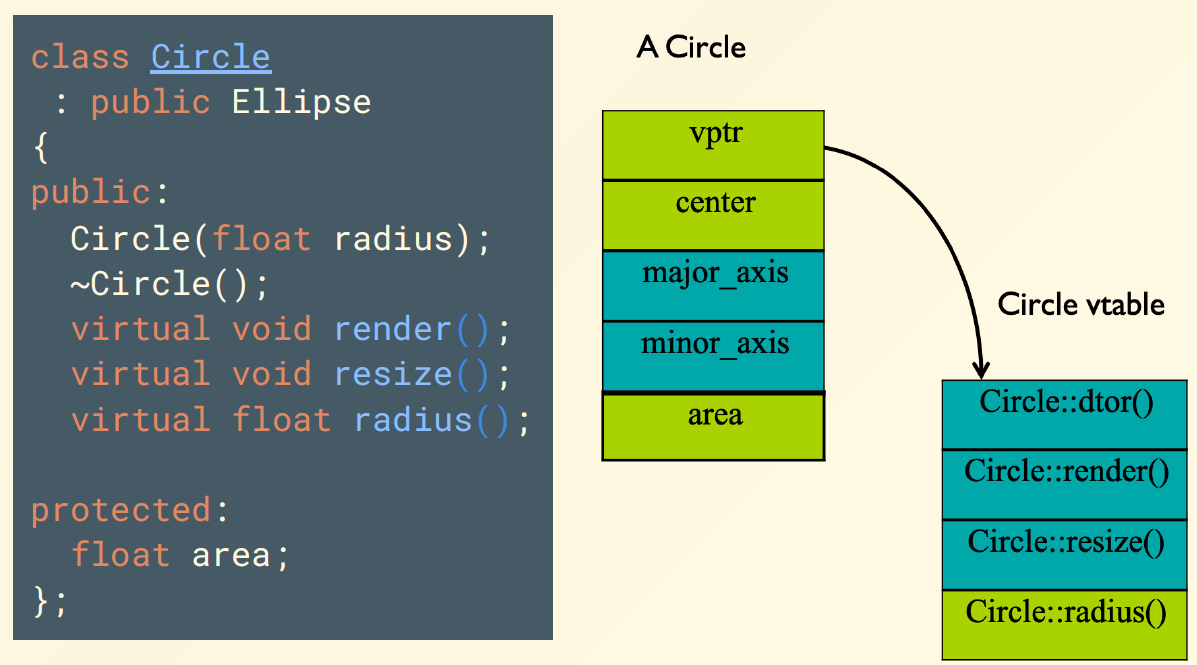 class Circle
: public Ellipse
{
public:
Circle(float radius);
~Circle();
virtual void render();
virtual void resize();
virtual float radius();
protected:
float area;
};
A Circle
vptr
center
major_axis
minor_axis
area
Circle vtable
Circle::dtor()
Circle::render()
Circle::resize()
Circle::radius()